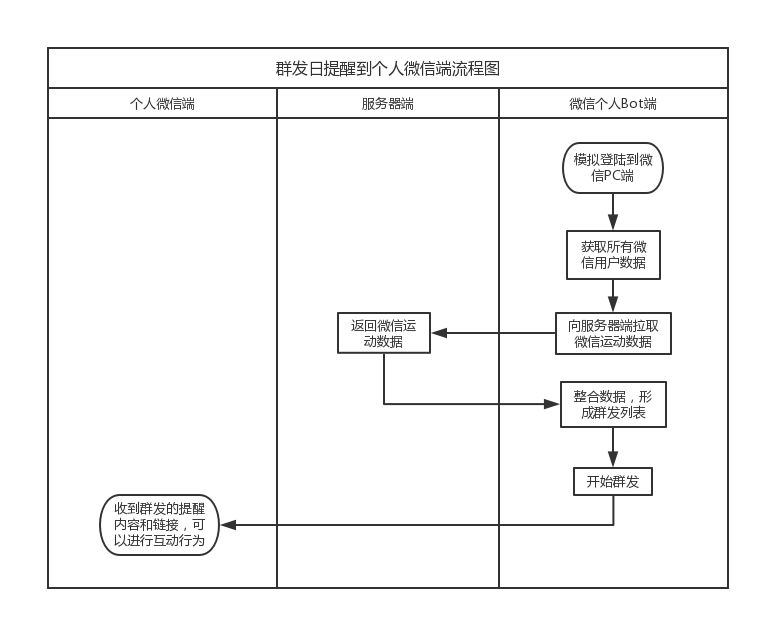 群发日提醒到个人微信端流程图
个人微信端
服务器端
微信个人Bot端
模拟登陆到微
信PC端
获取所有微
信用户数据
向服务器端拉取
微信运动数据
返回微信运
动数据
整合数据，形
成群发列表
开始群发
收到群发的提醒
内容和链接，可
以进行互动行为